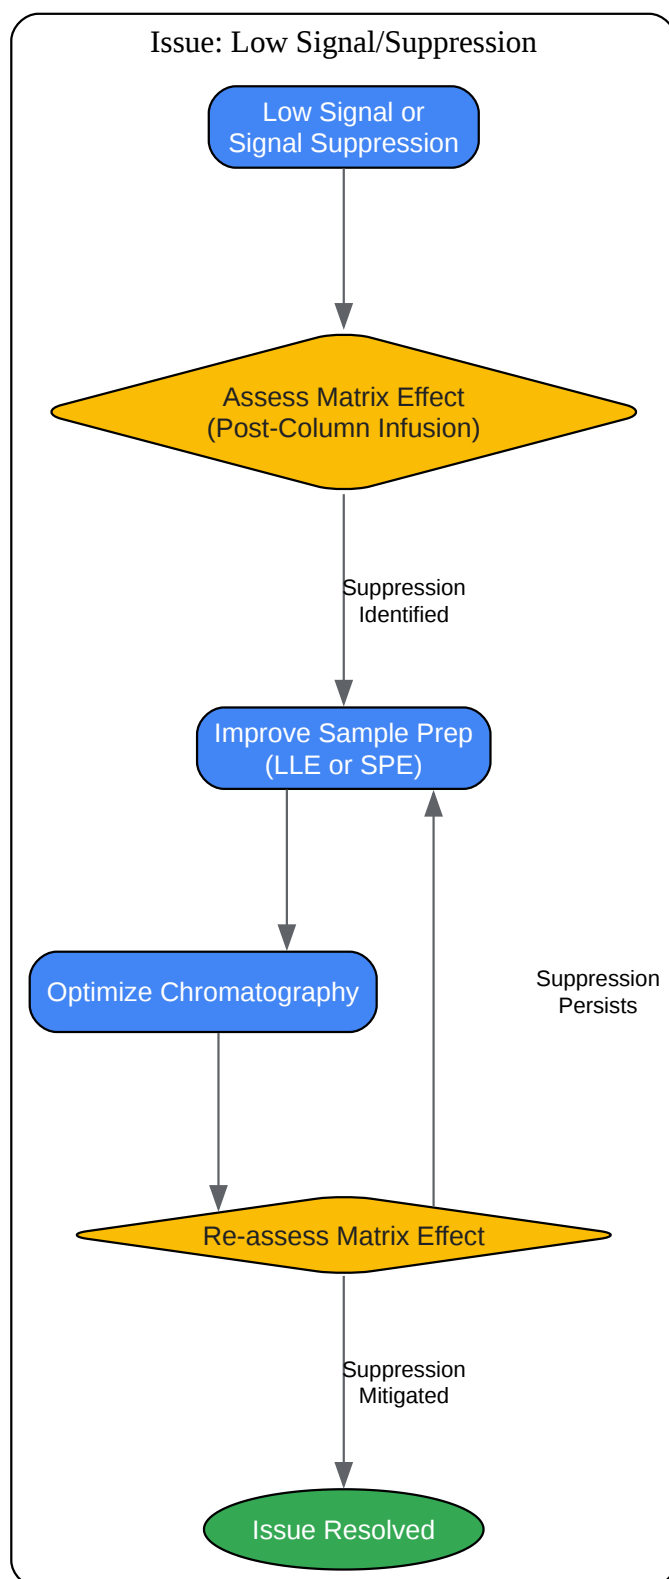 Issue: Low Signal/Suppression
Low Signal or
Signal Suppression
Assess Matrix Effect
(Post-Column Infusion)
Suppression
Identified
Improve Sample Prep
(LLE or SPE)
Optimize Chromatography
Suppression
Persists
Re-assess Matrix Effect
Suppression
Mitigated
Issue Resolved